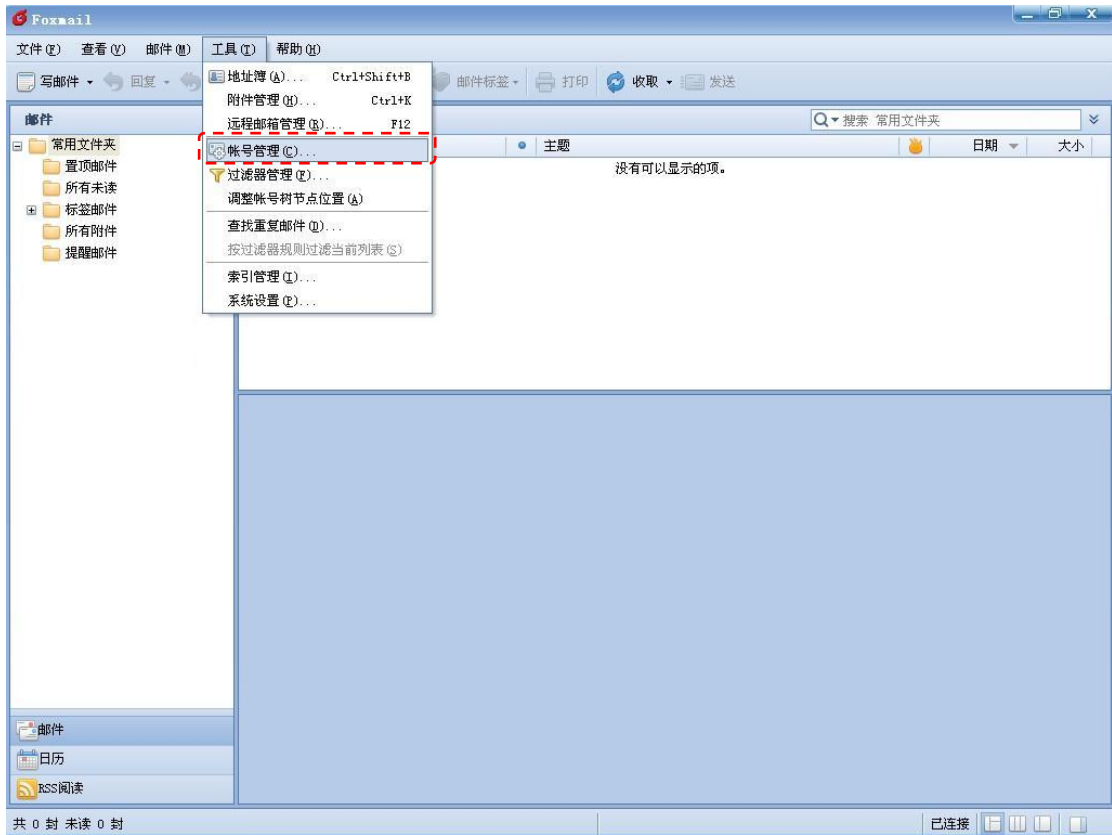 Foxmail
文件(F) 查看(V) 邮件(M) 工具(T) 帮助(H)
写邮件 回复 邮件标签 打印 收取 发送
地址簿(A)... Ctrl+Shift+B
附件管理(H)... Ctrl+K
远程邮箱管理(R)... F12
帐号管理(C)...
过滤器管理(F)...
调整帐号树节点位置(A)
查找重复邮件(D)...
按过滤器规则过滤当前列表(S)
索引管理(I)...
系统设置(P)...
邮件
搜索 常用文件夹
常用文件夹
置顶邮件
所有未读
标签邮件
所有附件
提醒邮件
主题 日期 大小
没有可以显示的项。
邮件
日历
RSS阅读
共 0 封 未读 0 封
已连接